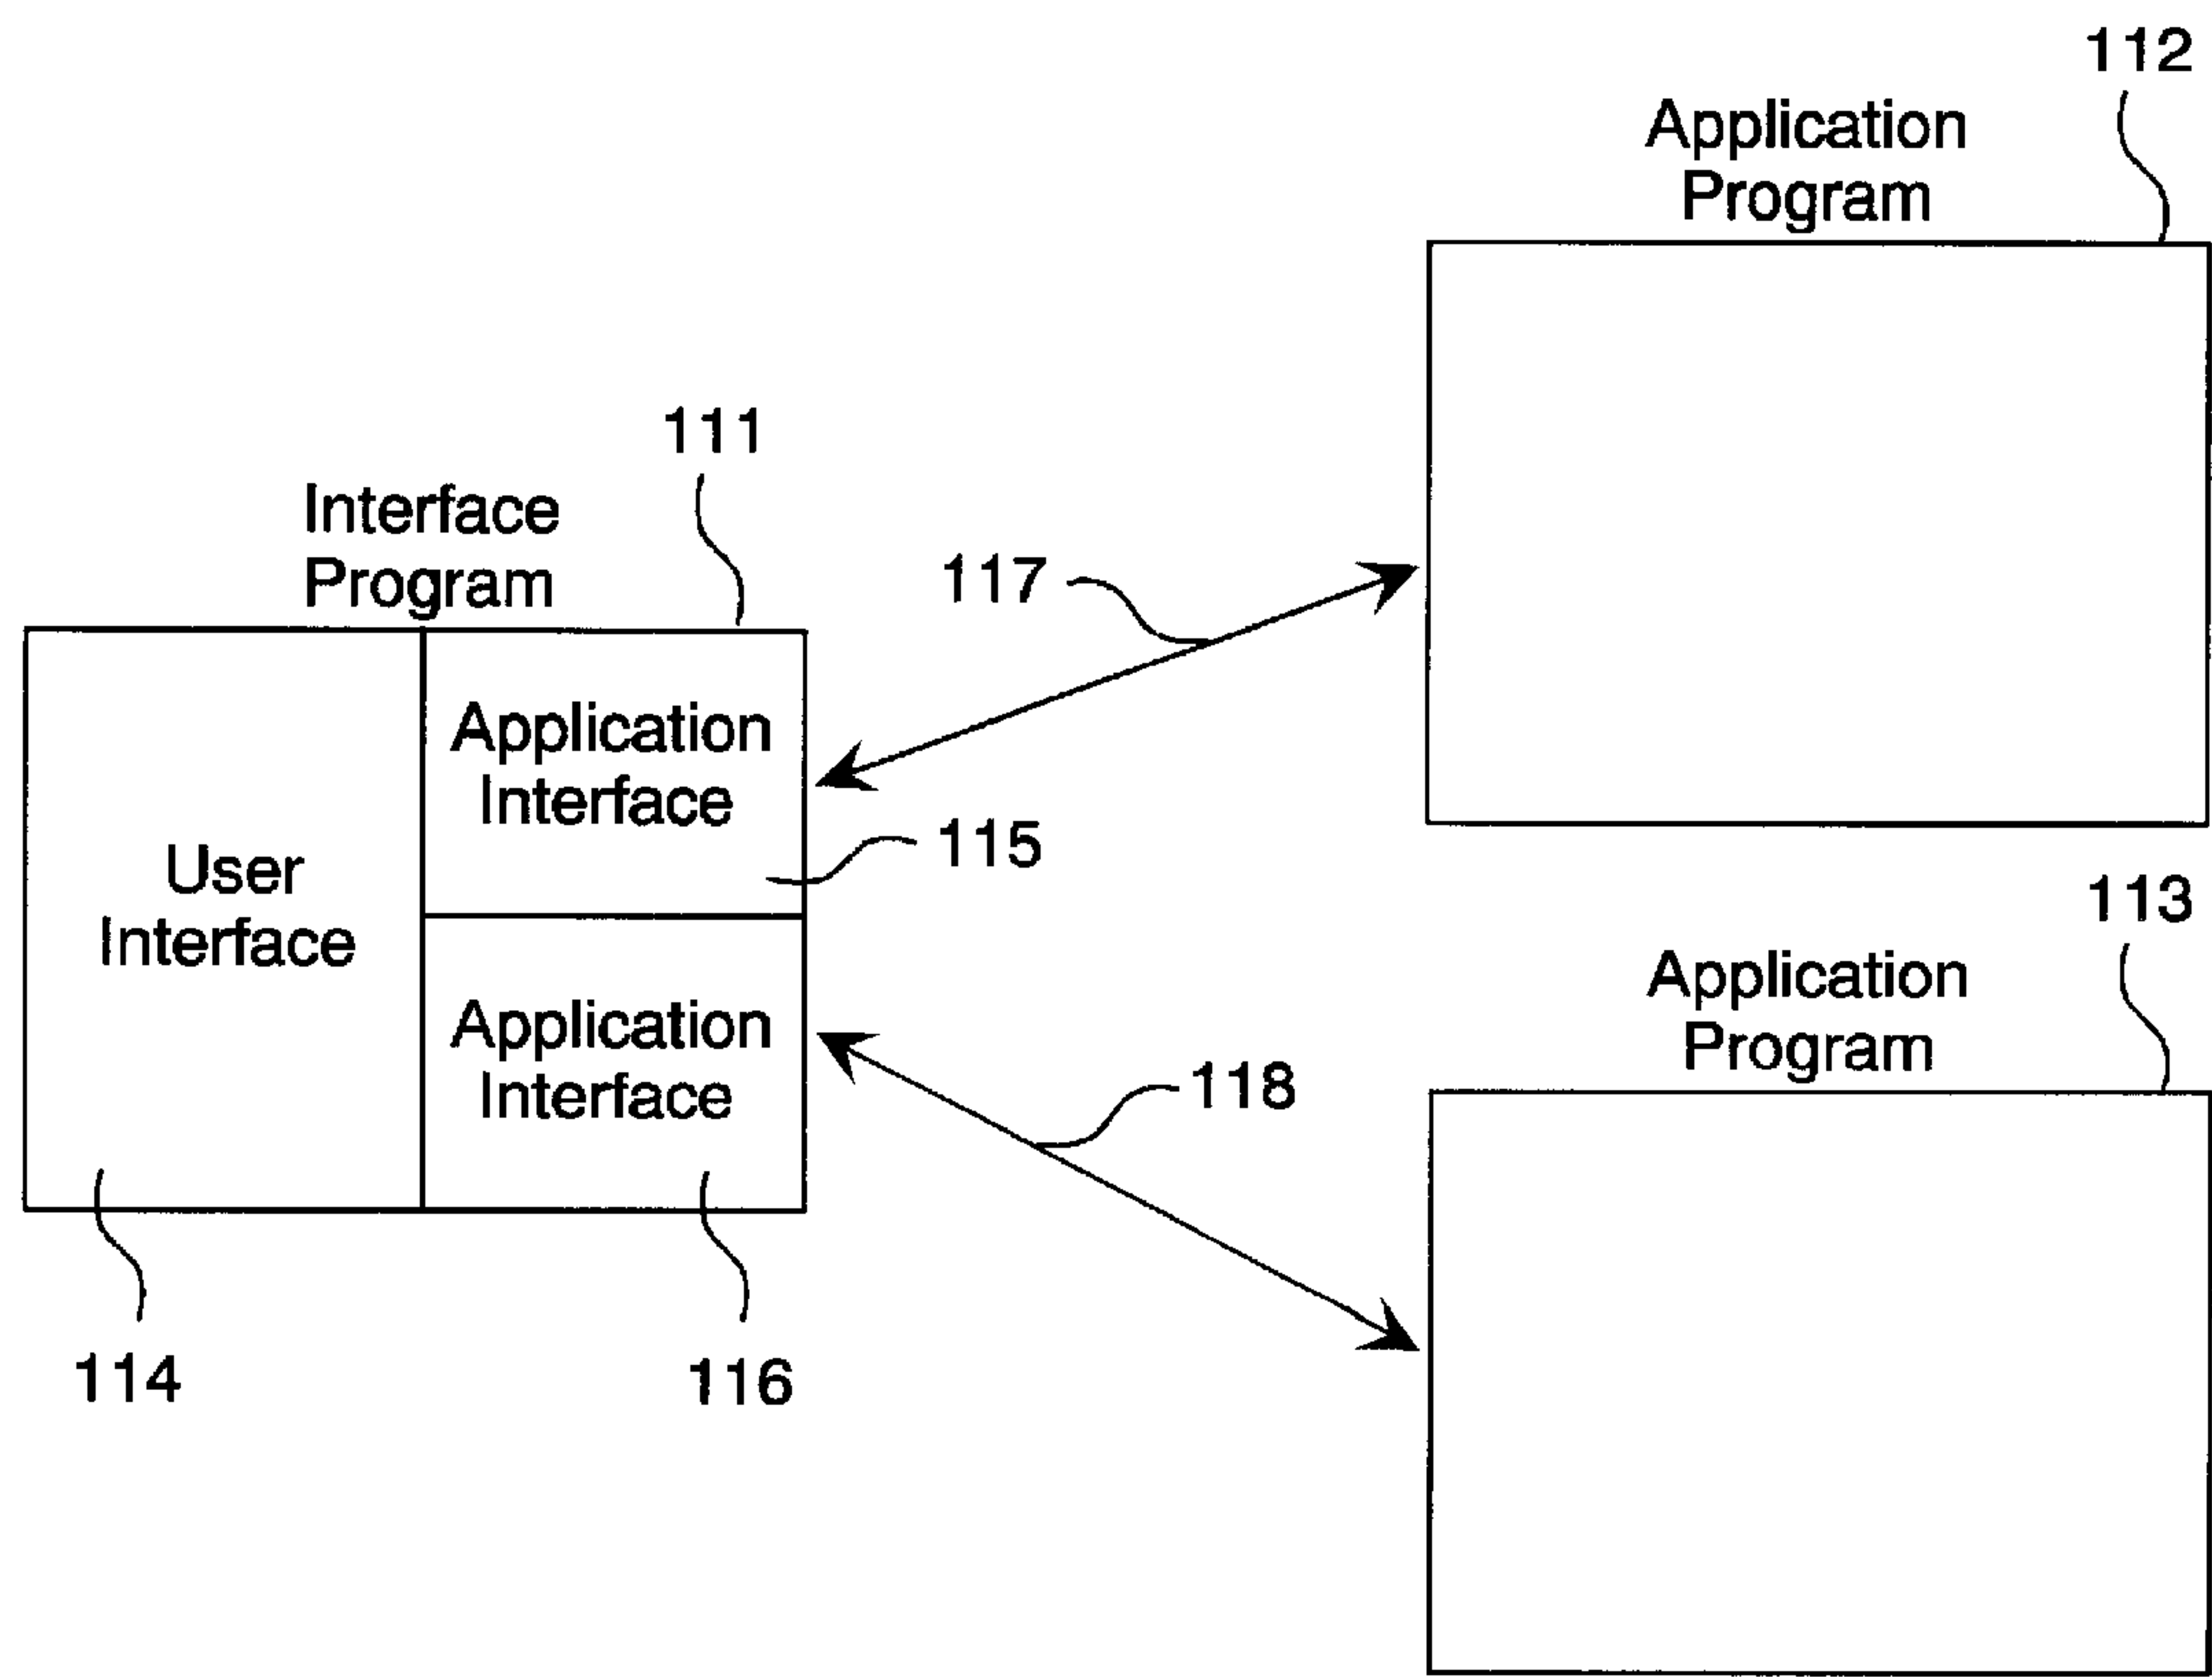 112
Application
Program
111
Interface
Program
117
Application
Interface
115
User
Interface
113
Application
Program
Application
Interface
118
114
116